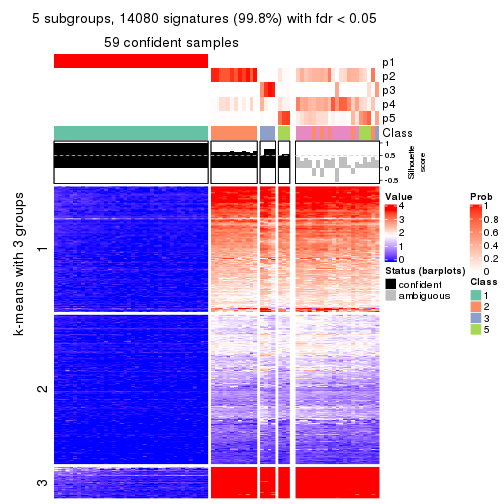 5 subgroups, 14080 signatures (99.8%) with fdr < 0.05
59 confident samples
p1
p2
p3
p4
p5
Class
1
0.5
0
-0.5
Silhouette
score
k-means with 3 groups
1
2
3
Value
4
3
2
1
0
Status (barplots)
confident
ambiguous
Prob
1
0.8
0.6
0.4
0.2
0
Class
1
2
3
5